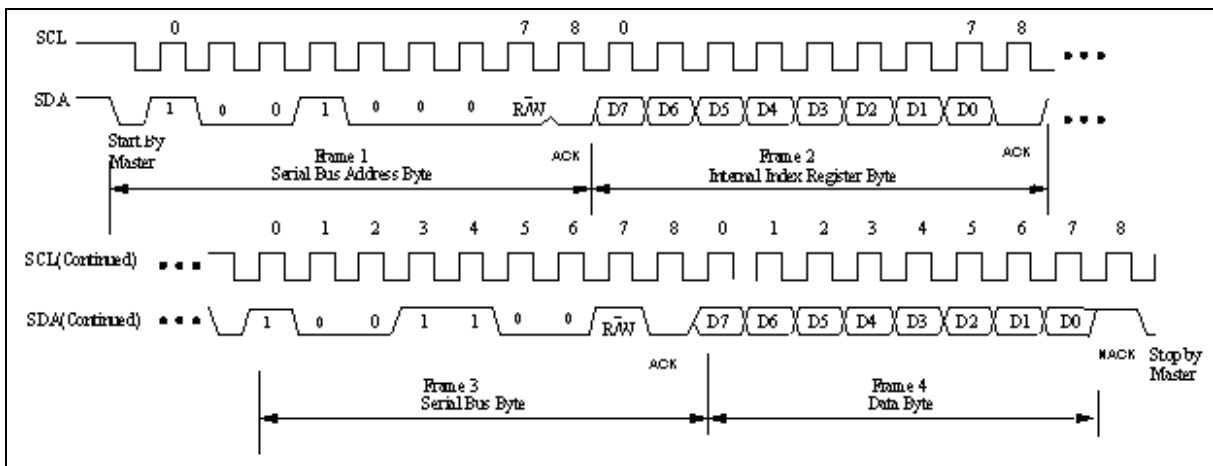 0 7 8 0 7 8
SCL
SDA 1 0 0 1 0 0 0 R/W D7 D6 D5 D4 D3 D2 D1 D0
Start By Master
ACK
ACK
Frame 1
Serial Bus Address Byte
Frame 2
Internal Index Register Byte
0 1 2 3 4 5 6 7 8 0 1 2 3 4 5 6 7 8
SCL(Continued)
SDA(Continued) 1 0 0 1 1 0 0 R/W D7 D6 D5 D4 D3 D2 D1 D0
ACK
NACK
Stop by Master
Frame 3
Serial Bus Byte
Frame 4
Data Byte